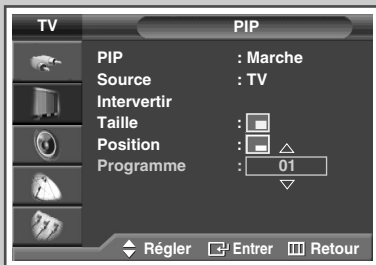 TV PIP
PIP : Marche
Source : TV
Intervertir
Taille :
Position :
Programme : 01
Régler Entrer Retour